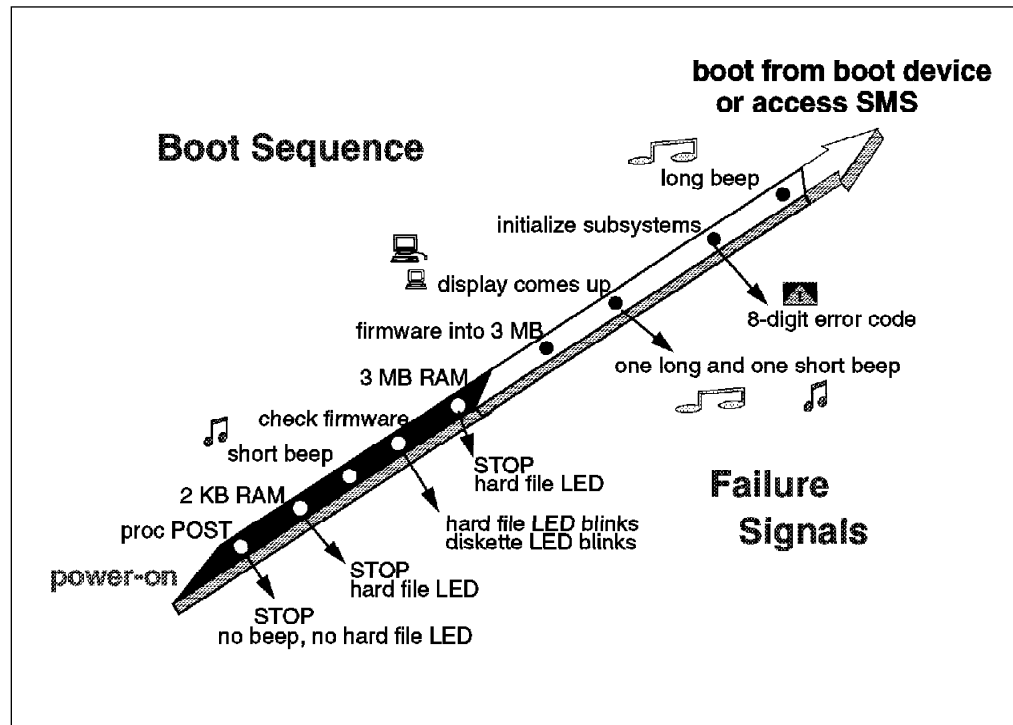 boot from boot device
or access SMS
Boot Sequence
long beep
initialize subsystems
display comes up
8-digit error code
firmware into 3 MB
one long and one short beep
3 MB RAM
check firmware
short beep
STOP
hard file LED
Failure
Signals
2 KB RAM
hard file LED blinks
diskette LED blinks
proc POST
STOP
hard file LED
power-on
STOP
no beep, no hard file LED